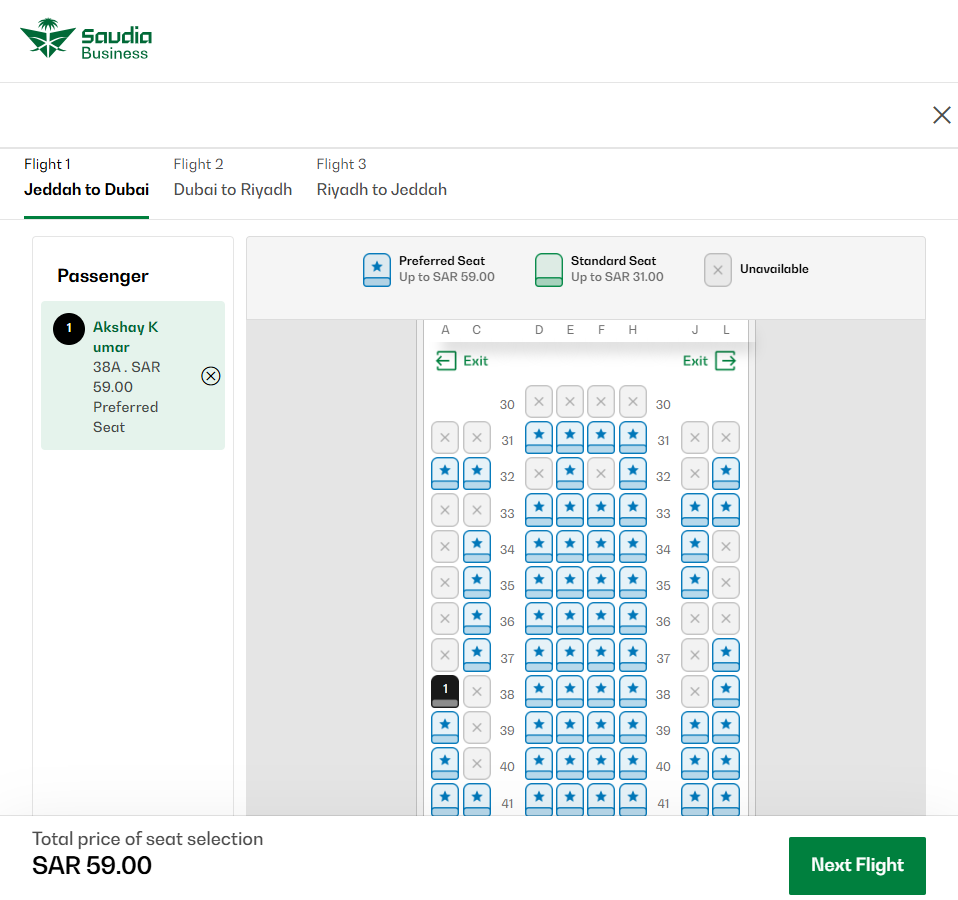 Saudia
Business
Flight 1
Jeddah to Dubai
Flight 2
Dubai to Riyadh
Flight 3
Riyadh to Jeddah
Passenger
1
Akshay K
umar
38A . SAR
59.00
Preferred
Seat
Preferred Seat
Up to SAR 59.00
Standard Seat
Up to SAR 31.00
Unavailable
A C D E F H J L
Exit Exit
30 30
31 31
32 32
33 33
34 34
35 35
36 36
37 37
1 38 38
39 39
40 40
41 41
Total price of seat selection
SAR 59.00
Next Flight